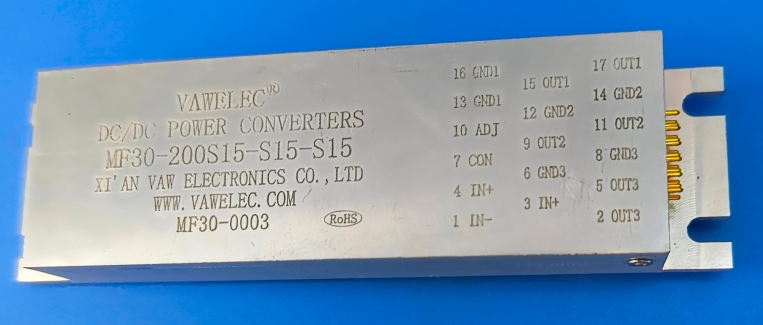 VAWELEC®
DC/DC POWER CONVERTERS
MF30-200S15-S15-S15
XI'AN VAW ELECTRONICS CO.,LTD
WWW.VAWELEC.COM
MF30-0003
RoHS
16 GND1
13 GND1
10 ADJ
7 CON
4 IN+
1 IN-
15 OUT1
12 GND2
9 OUT2
6 GND3
3 IN+
17 OUT1
14 GND2
11 OUT2
8 GND3
5 OUT3
2 OUT3